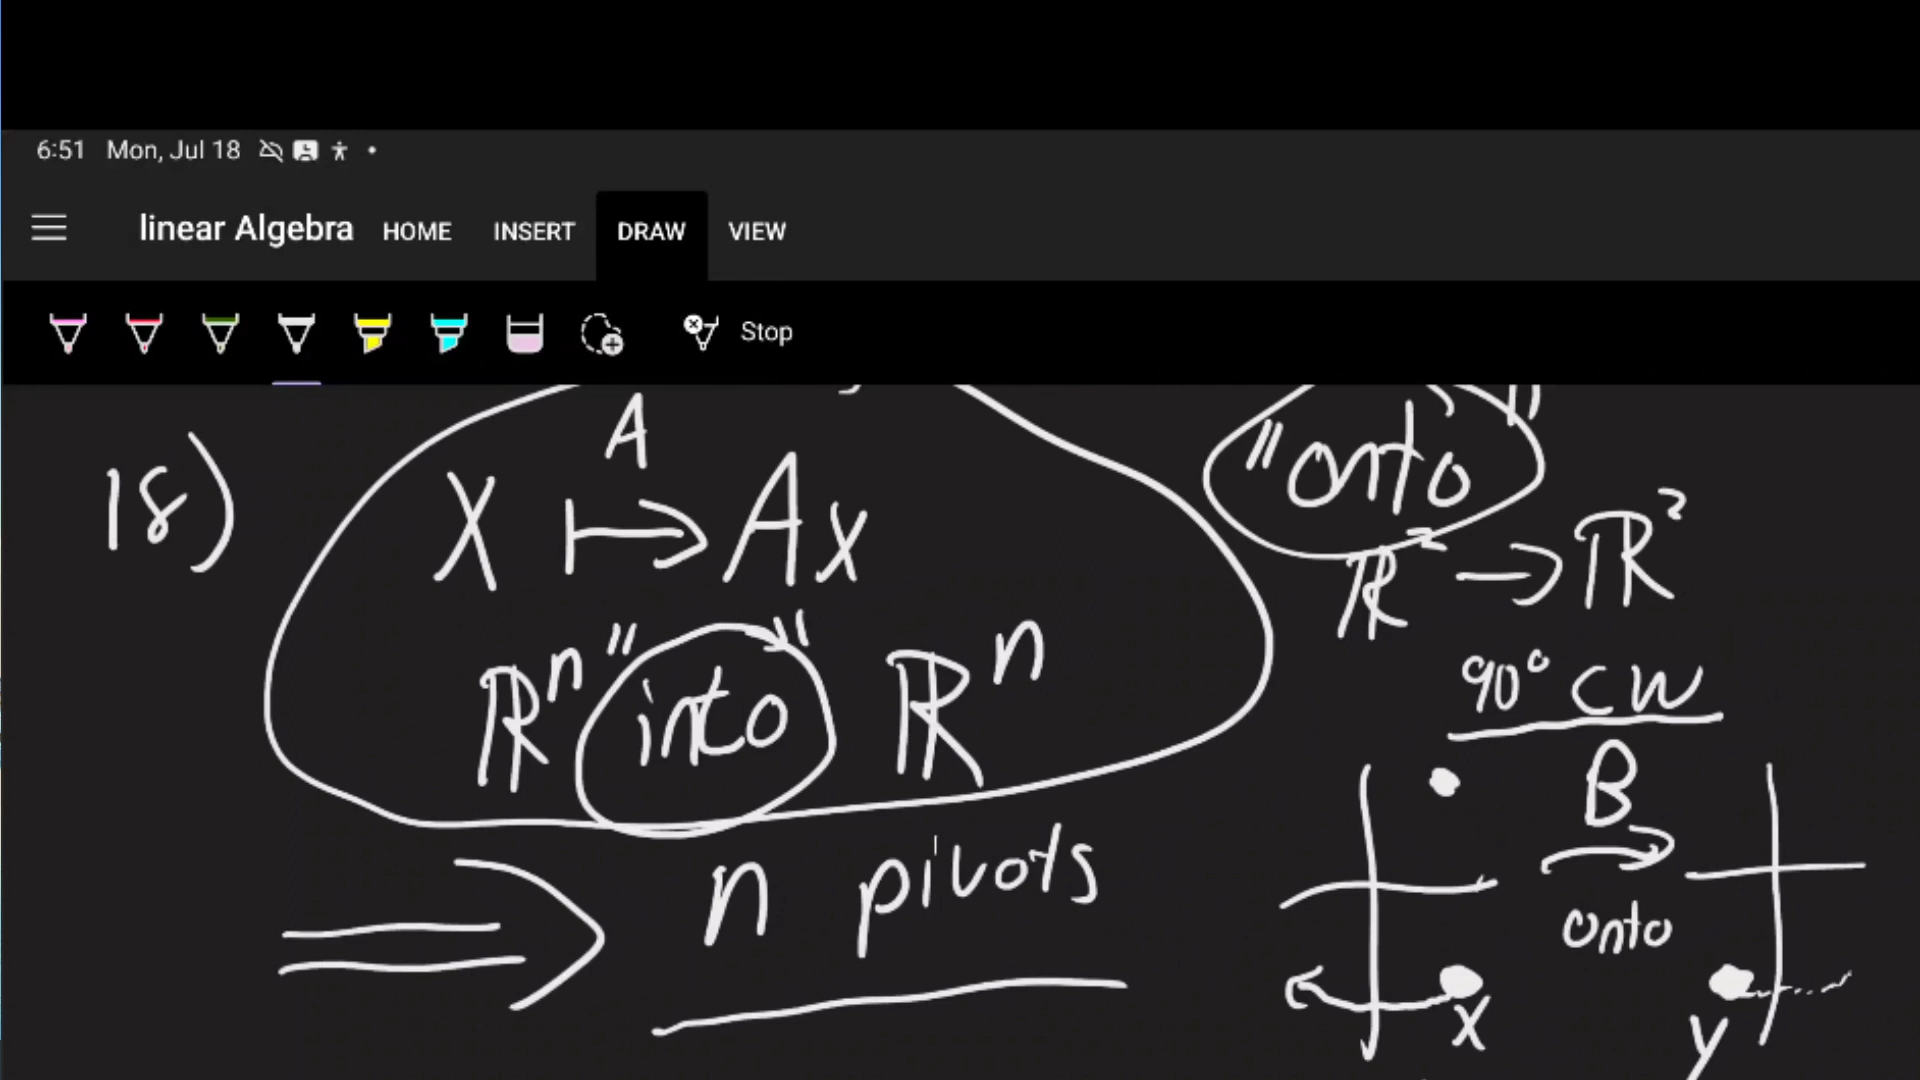 6:51 Mon, Jul 18
linear Algebra HOME INSERT DRAW VIEW
Stop
18)
A
X ↦ Ax
ℝⁿ "into" ℝⁿ
⇒ n pivots
"onto"
ℝ² → ℝ²
90° CW
B
→
onto
x
y